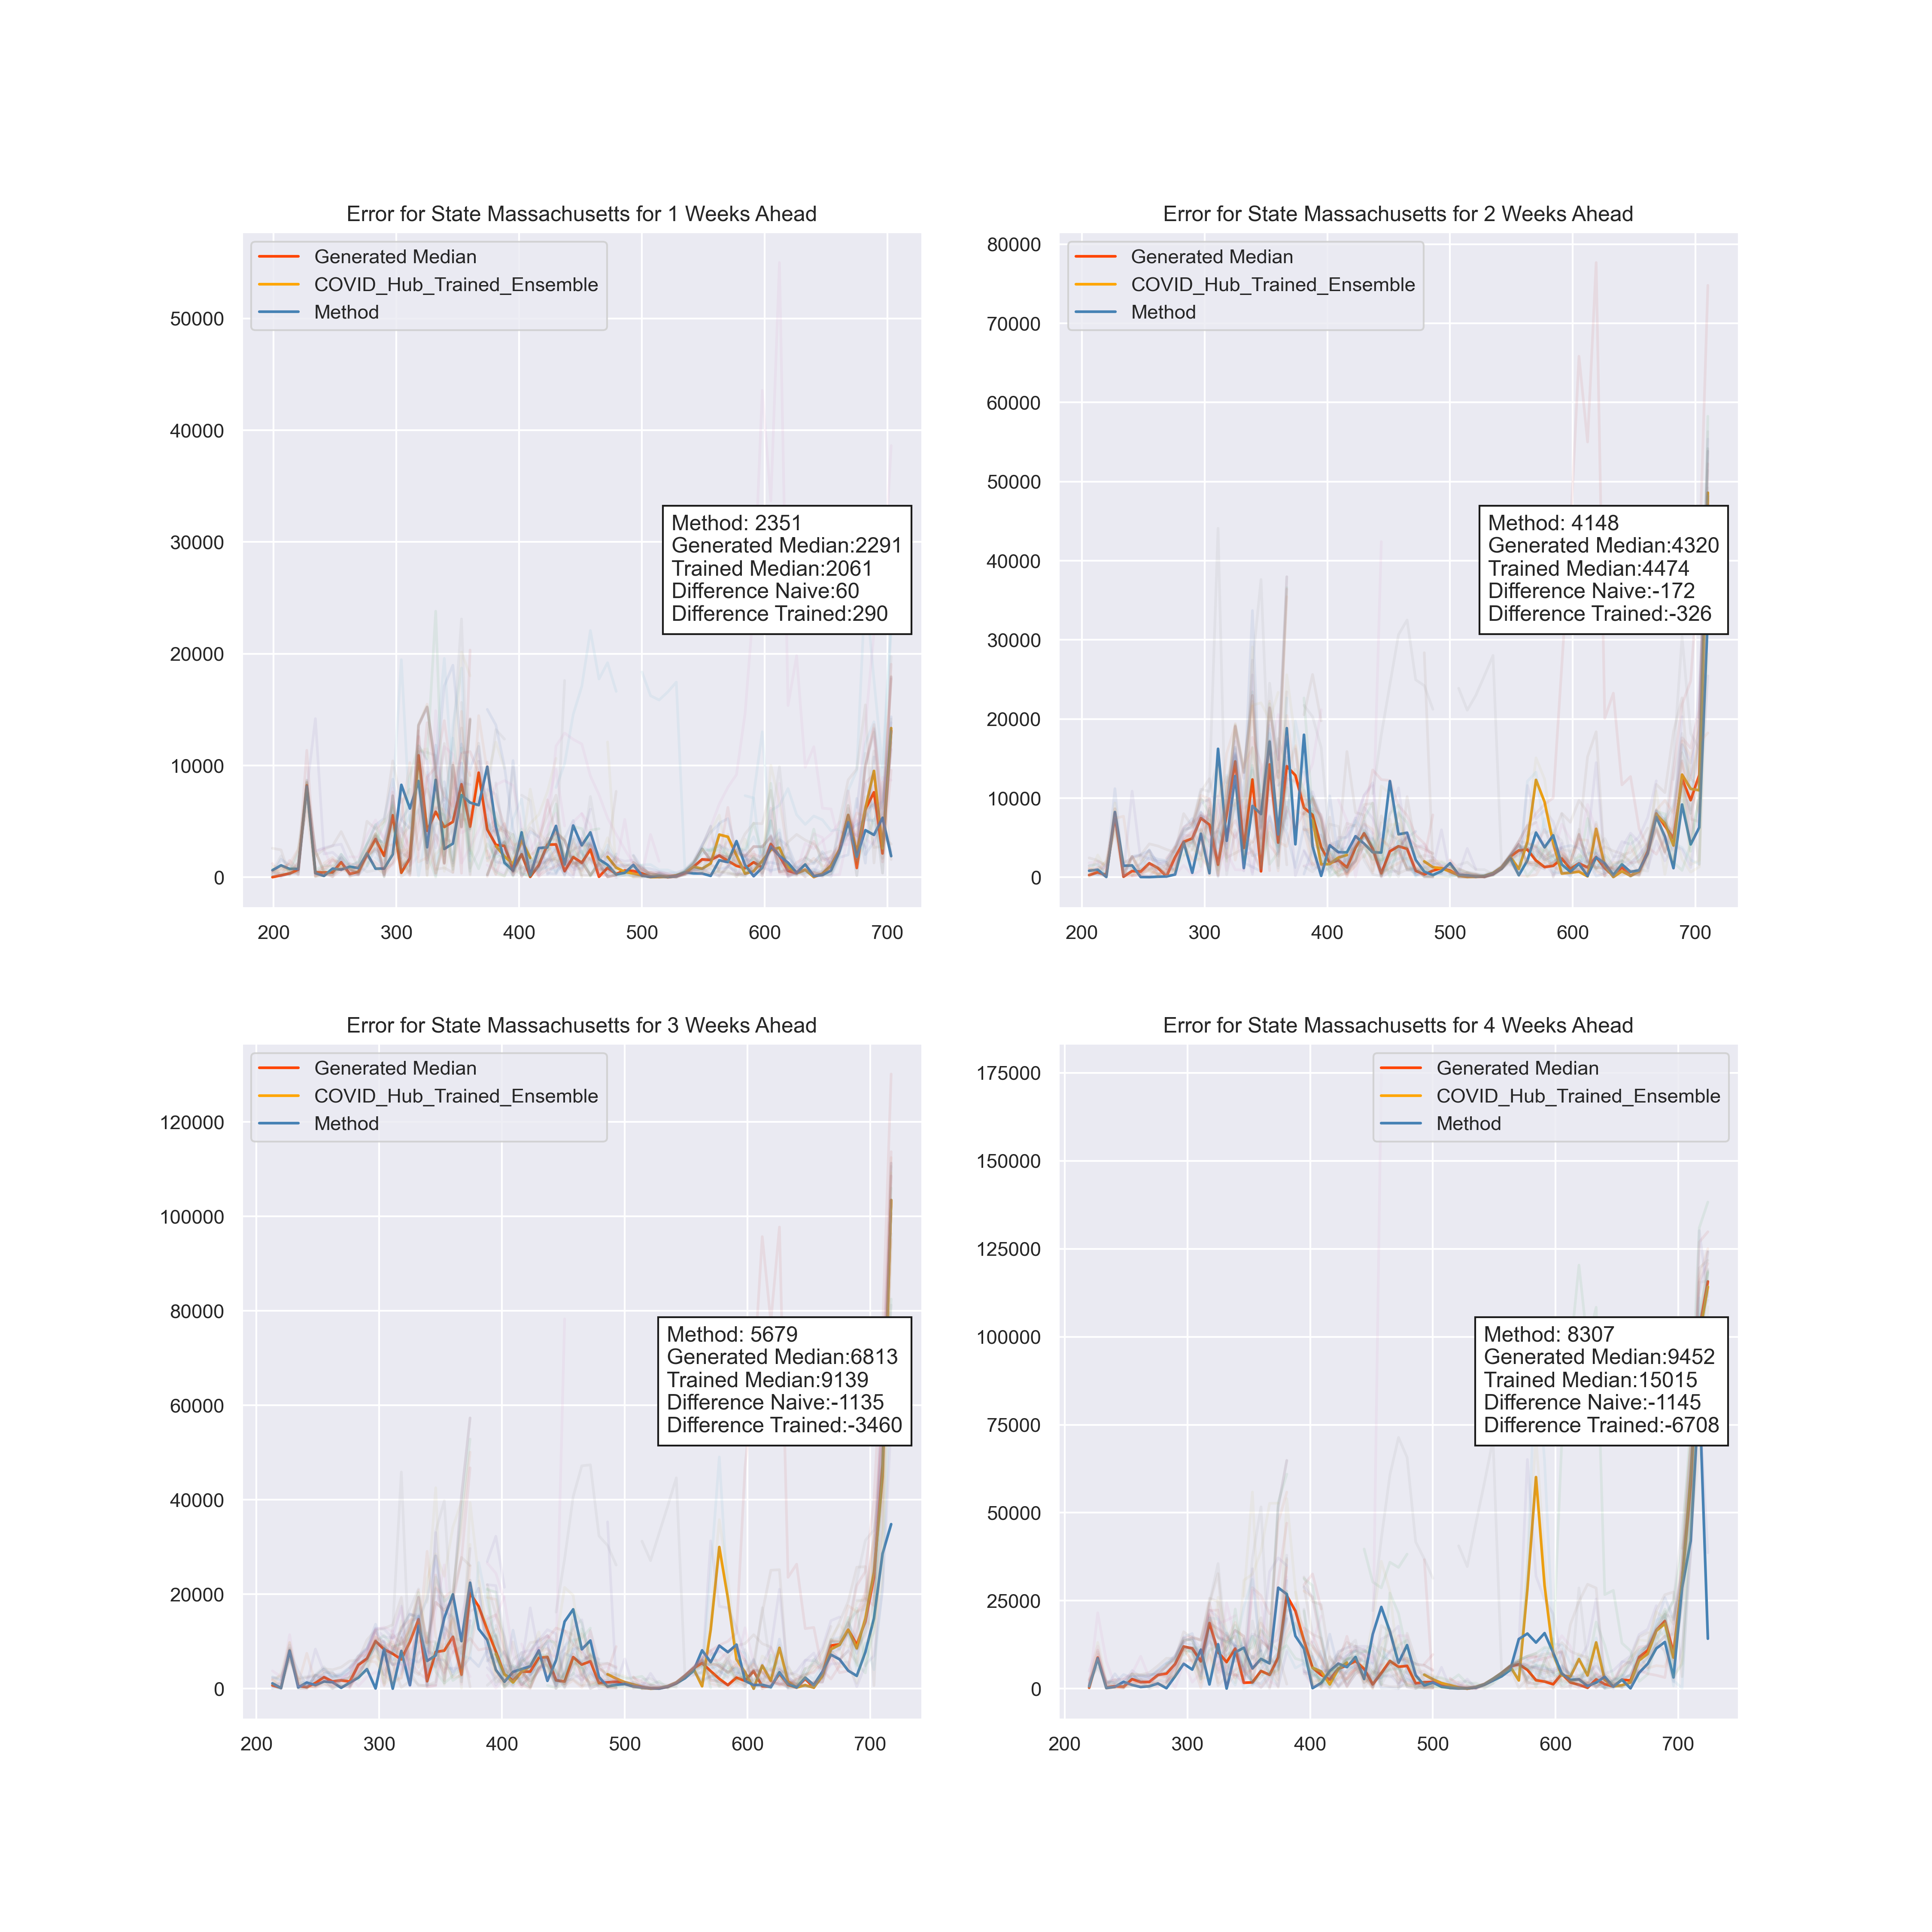 Error for State Massachusetts for 1 Weeks Ahead
Generated Median
COVID_Hub_Trained_Ensemble
Method
50000
40000
30000
20000
10000
0
Method: 2351
Generated Median:2291
Trained Median:2061
Difference Naive:60
Difference Trained:290
200 300 400 500 600 700
Error for State Massachusetts for 2 Weeks Ahead
Generated Median
COVID_Hub_Trained_Ensemble
Method
80000
70000
60000
50000
40000
30000
20000
10000
0
Method: 4148
Generated Median:4320
Trained Median:4474
Difference Naive:-172
Difference Trained:-326
200 300 400 500 600 700
Error for State Massachusetts for 3 Weeks Ahead
Generated Median
COVID_Hub_Trained_Ensemble
Method
120000
100000
80000
60000
40000
20000
0
Method: 5679
Generated Median:6813
Trained Median:9139
Difference Naive:-1135
Difference Trained:-3460
200 300 400 500 600 700
Error for State Massachusetts for 4 Weeks Ahead
Generated Median
COVID_Hub_Trained_Ensemble
Method
175000
150000
125000
100000
75000
50000
25000
0
Method: 8307
Generated Median:9452
Trained Median:15015
Difference Naive:-1145
Difference Trained:-6708
200 300 400 500 600 700